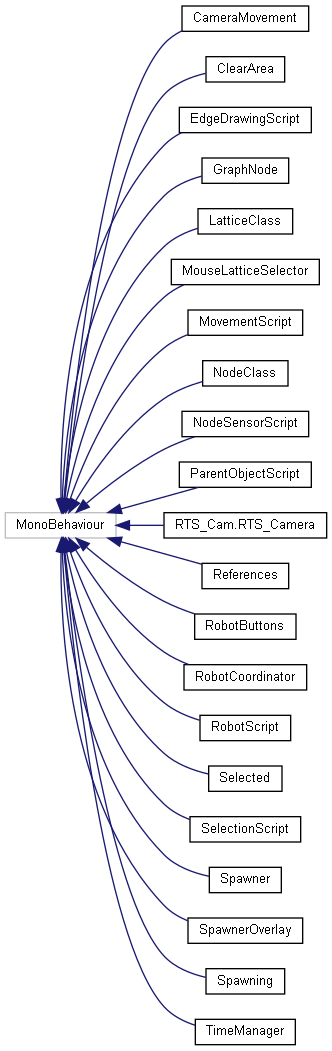 CameraMovement
ClearArea
EdgeDrawingScript
GraphNode
LatticeClass
MouseLatticeSelector
MovementScript
NodeClass
NodeSensorScript
ParentObjectScript
MonoBehaviour
RTS_Cam.RTS_Camera
References
RobotButtons
RobotCoordinator
RobotScript
Selected
SelectionScript
Spawner
SpawnerOverlay
Spawning
TimeManager